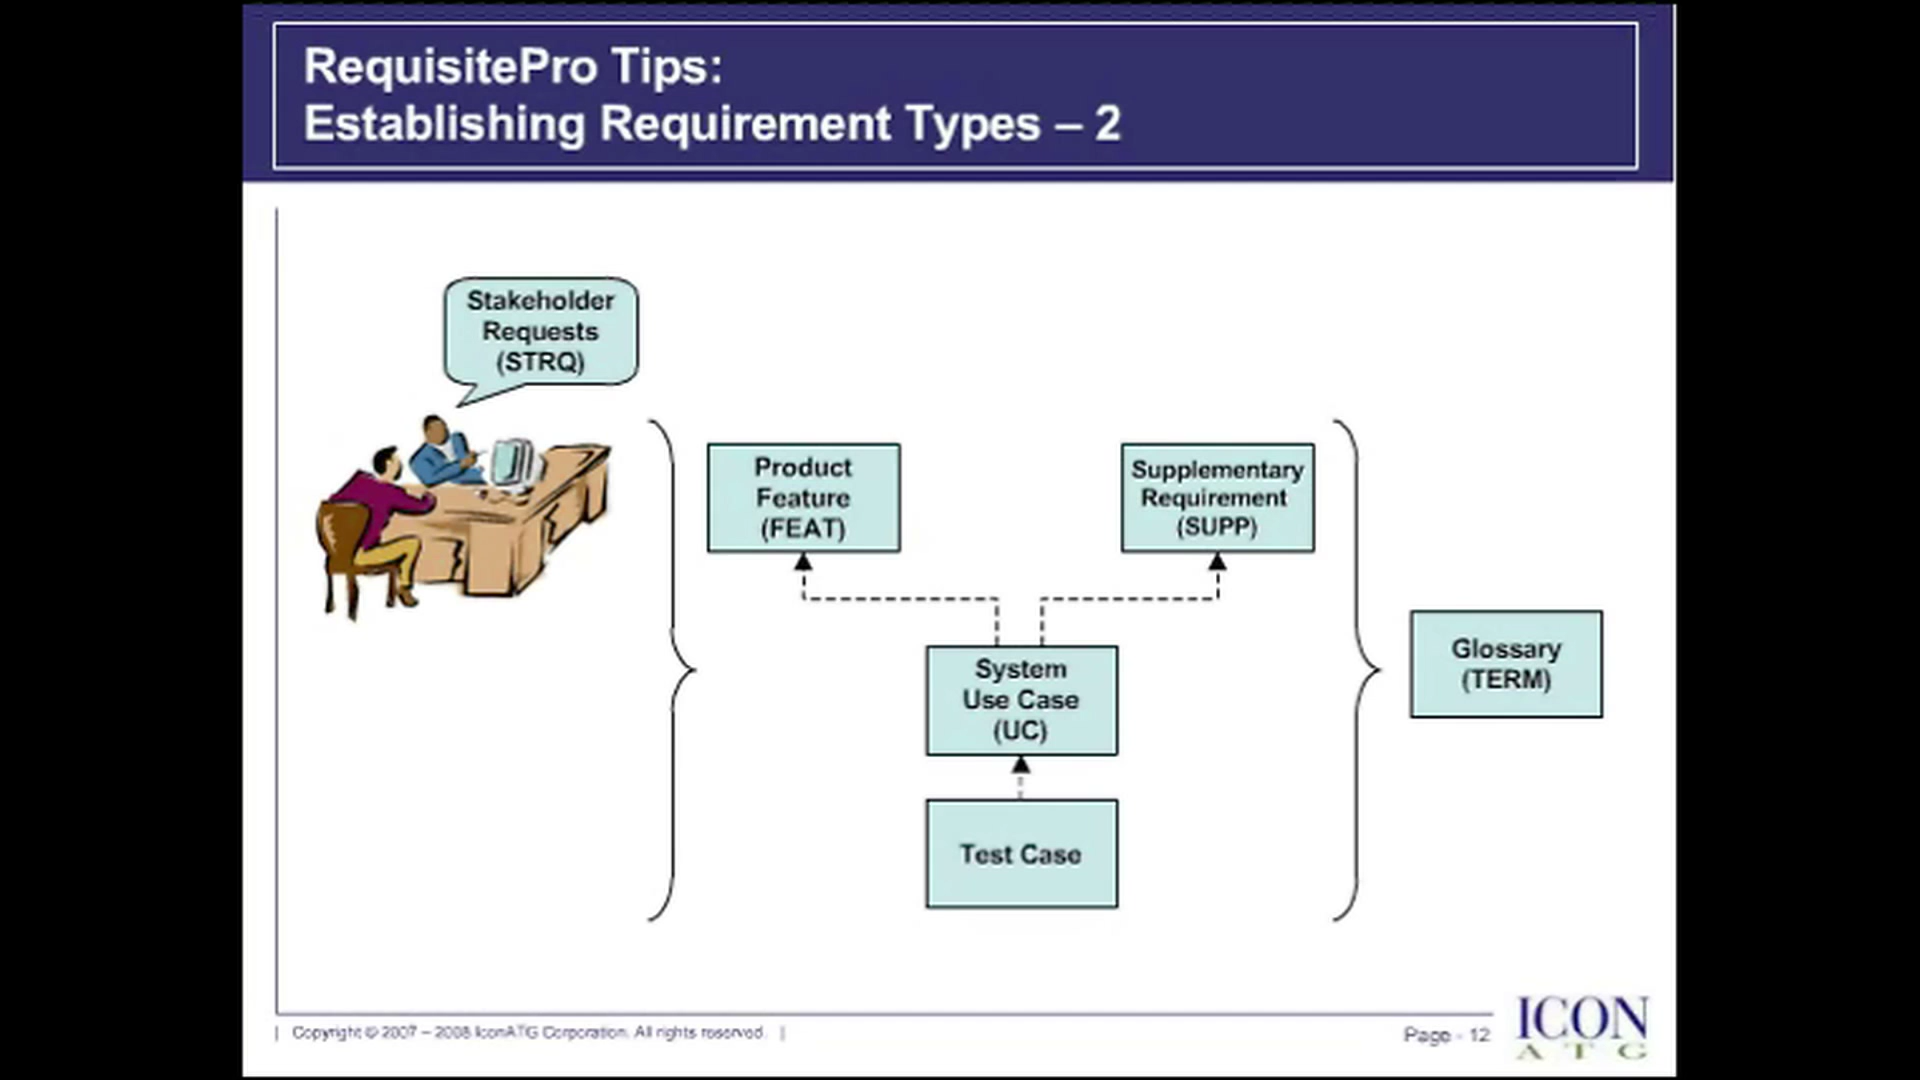 RequisitePro Tips:
Establishing Requirement Types – 2
Stakeholder
Requests
(STRQ)
Product
Feature
(FEAT)
Supplementary
Requirement
(SUPP)
System
Use Case
(UC)
Glossary
(TERM)
Test Case
| Copyright © 2007 – 2008 IconATG Corporation. All rights reserved. |
Page - 12
ICON
ATG